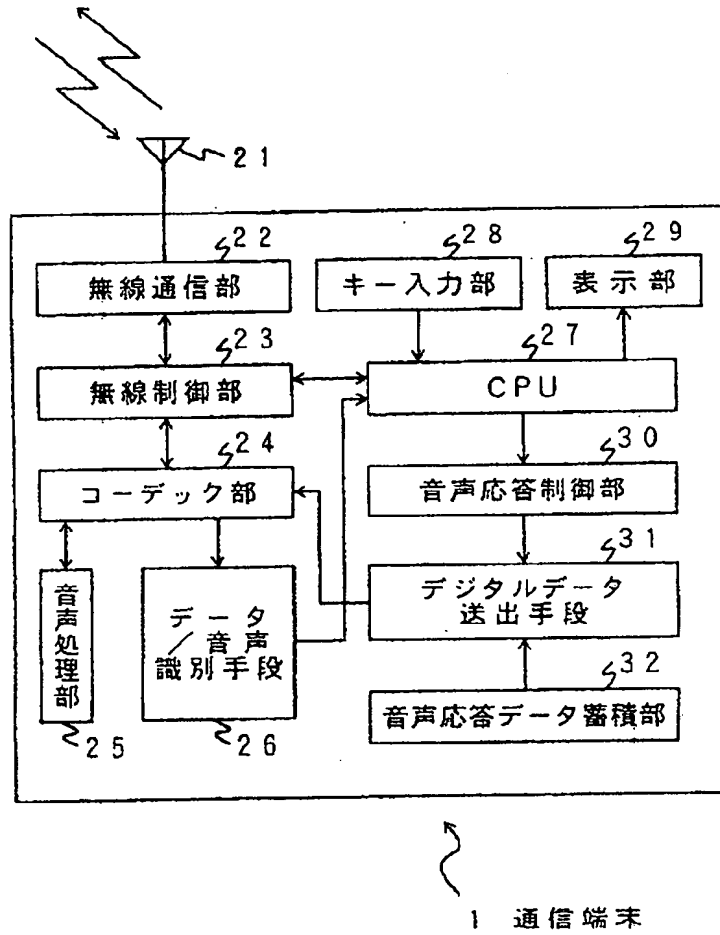 21
22
無線通信部
28
キー入力部
29
表示部
23
無線制御部
27
CPU
24
コーデック部
30
音声応答制御部
31
デジタルデータ
送出手段
音声処理部
25
データ
/音声
識別手段
26
32
音声応答データ蓄積部
1 通信端末